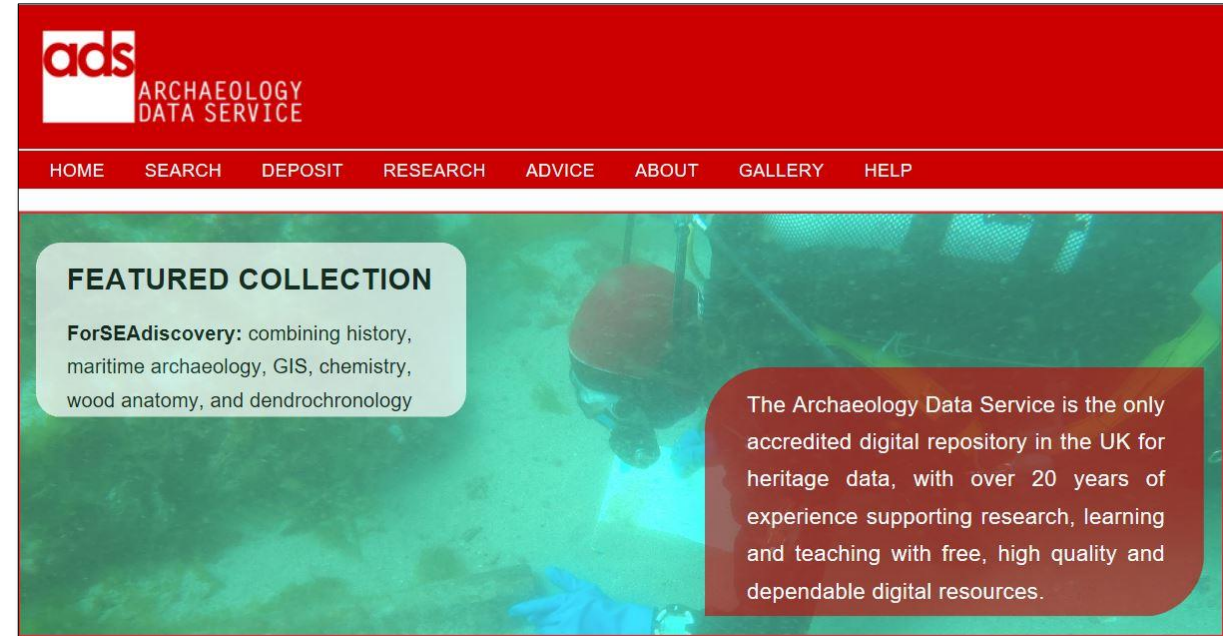 ads
ARCHAEOLOGY
DATA SERVICE
HOME SEARCH DEPOSIT RESEARCH ADVICE ABOUT GALLERY HELP
FEATURED COLLECTION
ForSEAdiscovery: combining history,
maritime archaeology, GIS, chemistry,
wood anatomy, and dendrochronology
The Archaeology Data Service is the only
accredited digital repository in the UK for
heritage data, with over 20 years of
experience supporting research, learning
and teaching with free, high quality and
dependable digital resources.